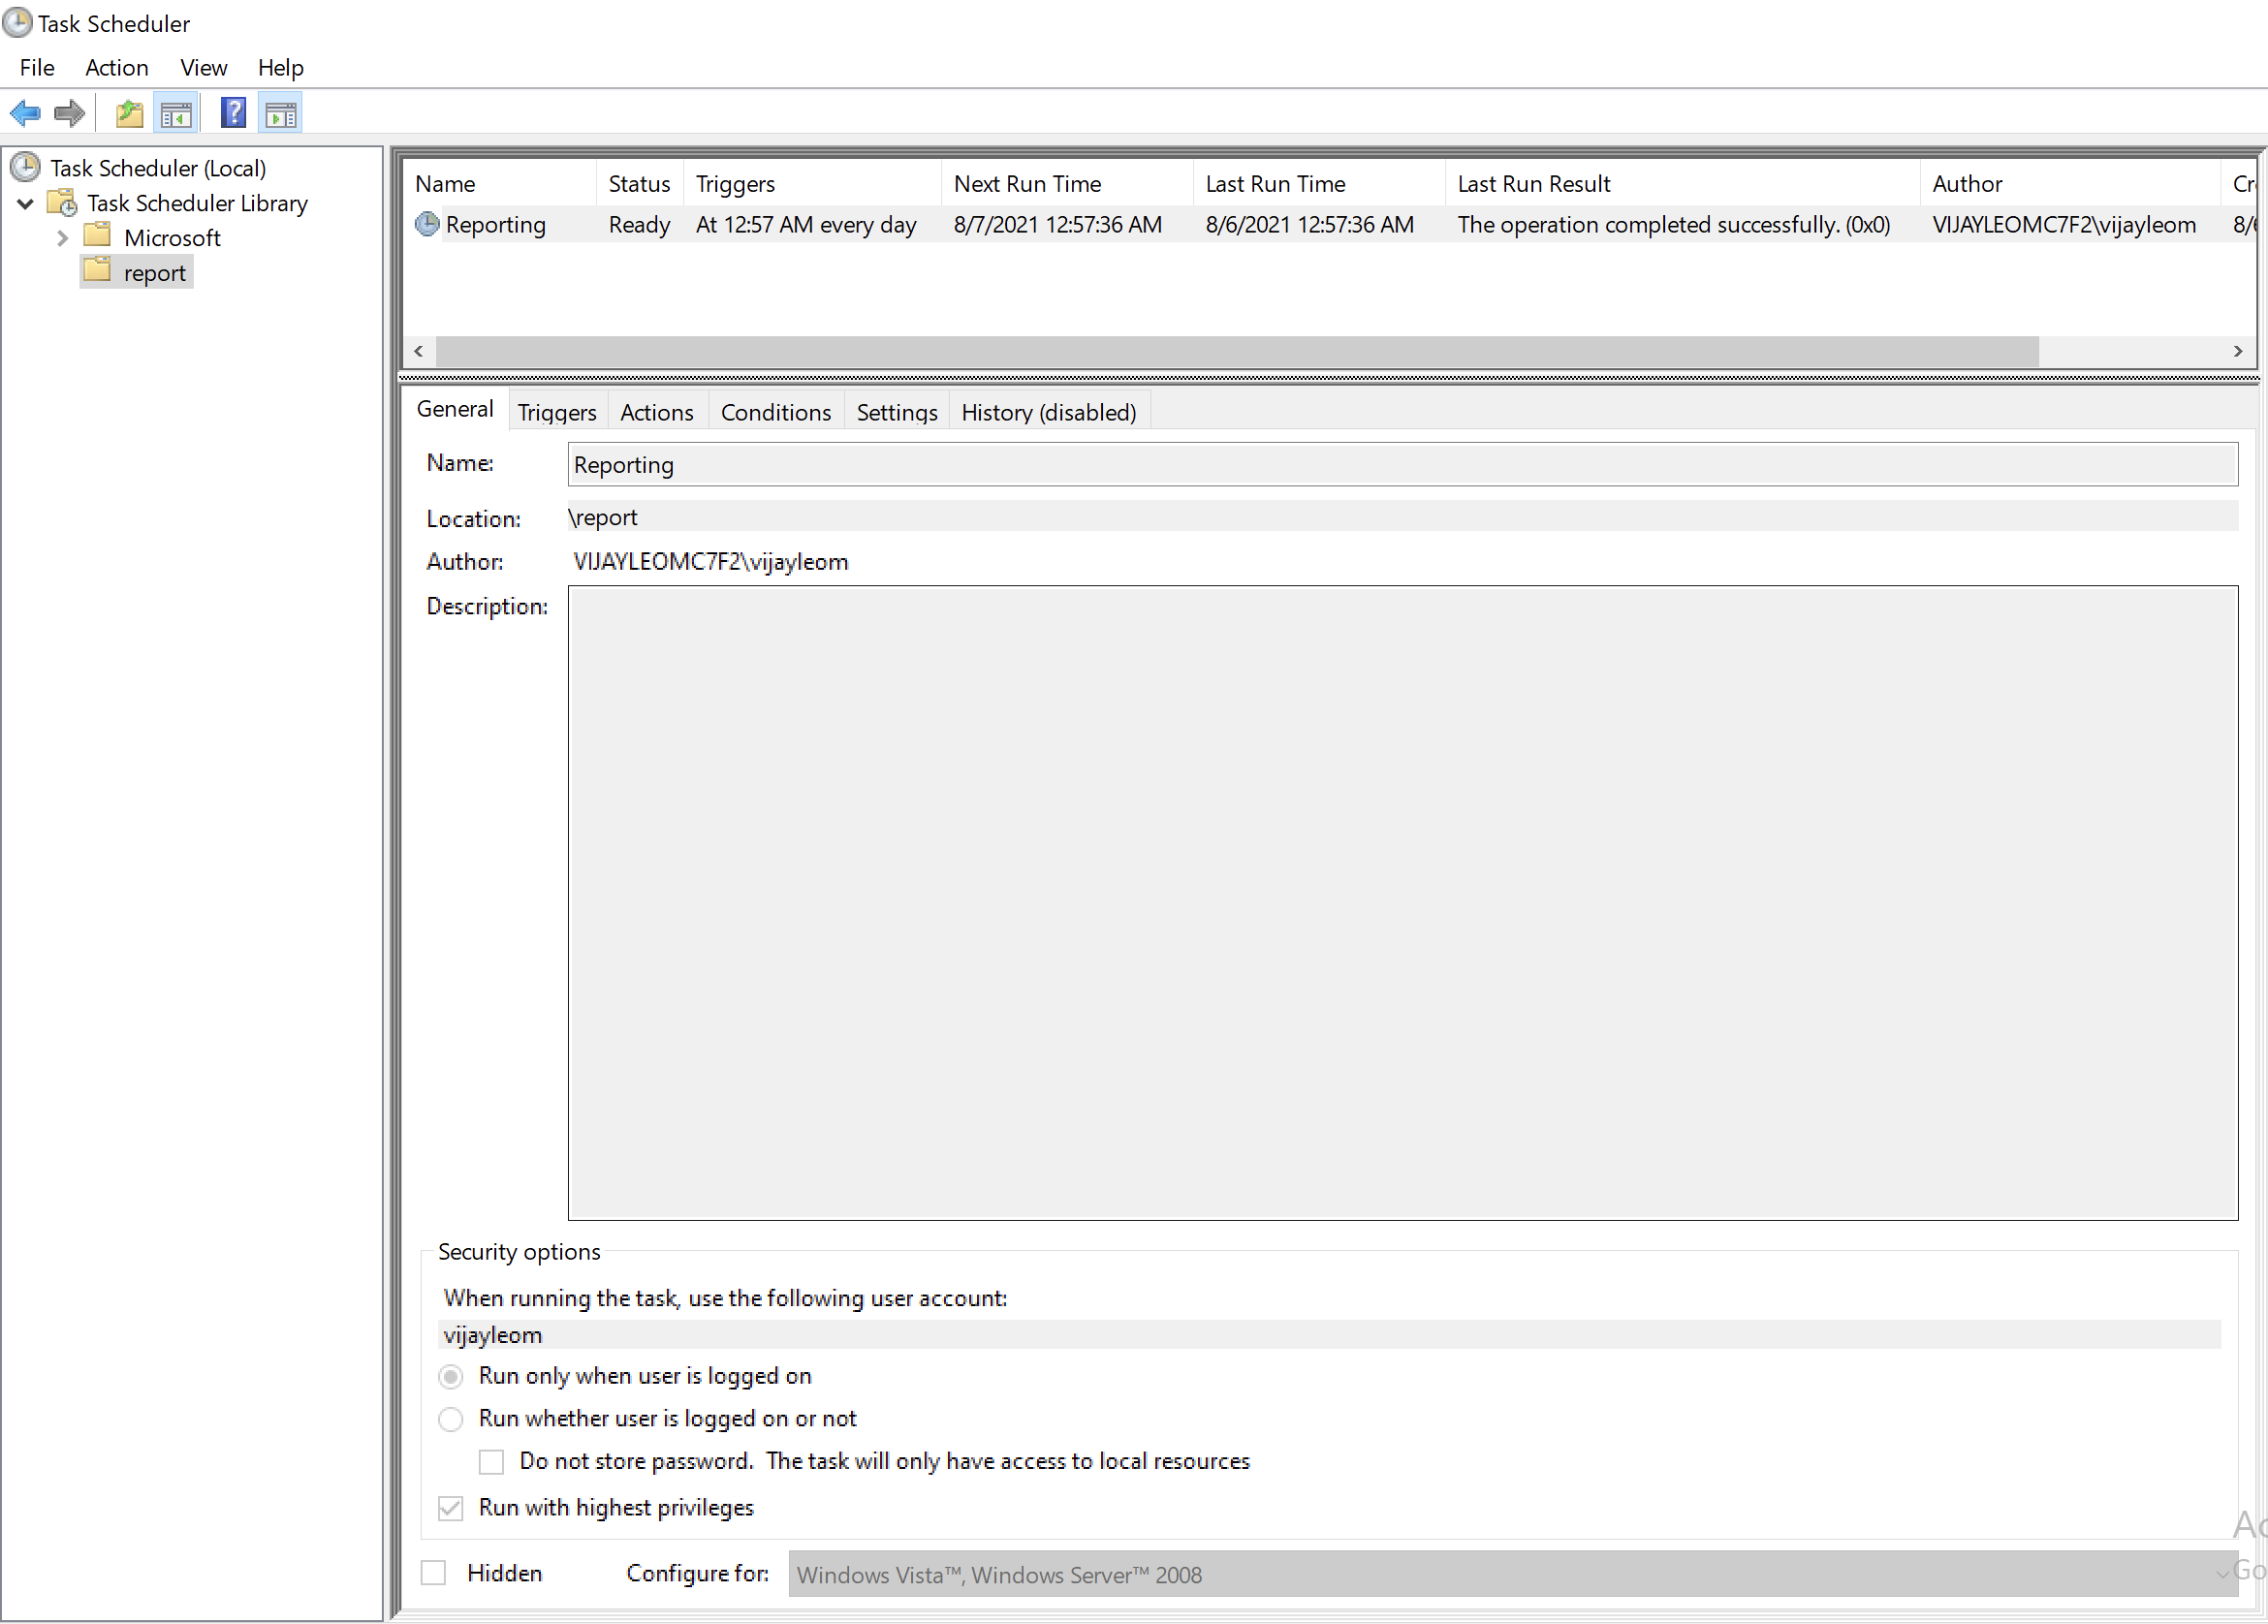 Task Scheduler
File Action View Help
Task Scheduler (Local)
Task Scheduler Library
Microsoft
report
Name Status Triggers Next Run Time Last Run Time Last Run Result Author
Reporting Ready At 12:57 AM every day 8/7/2021 12:57:36 AM 8/6/2021 12:57:36 AM The operation completed successfully. (0x0) VIJAYLEOMC7F2\vijayleom
General Triggers Actions Conditions Settings History (disabled)
Name: Reporting
Location: \report
Author: VIJAYLEOMC7F2\vijayleom
Description:
Security options
When running the task, use the following user account:
vijayleom
Run only when user is logged on
Run whether user is logged on or not
Do not store password. The task will only have access to local resources
Run with highest privileges
Hidden Configure for: Windows Vista™, Windows Server™ 2008